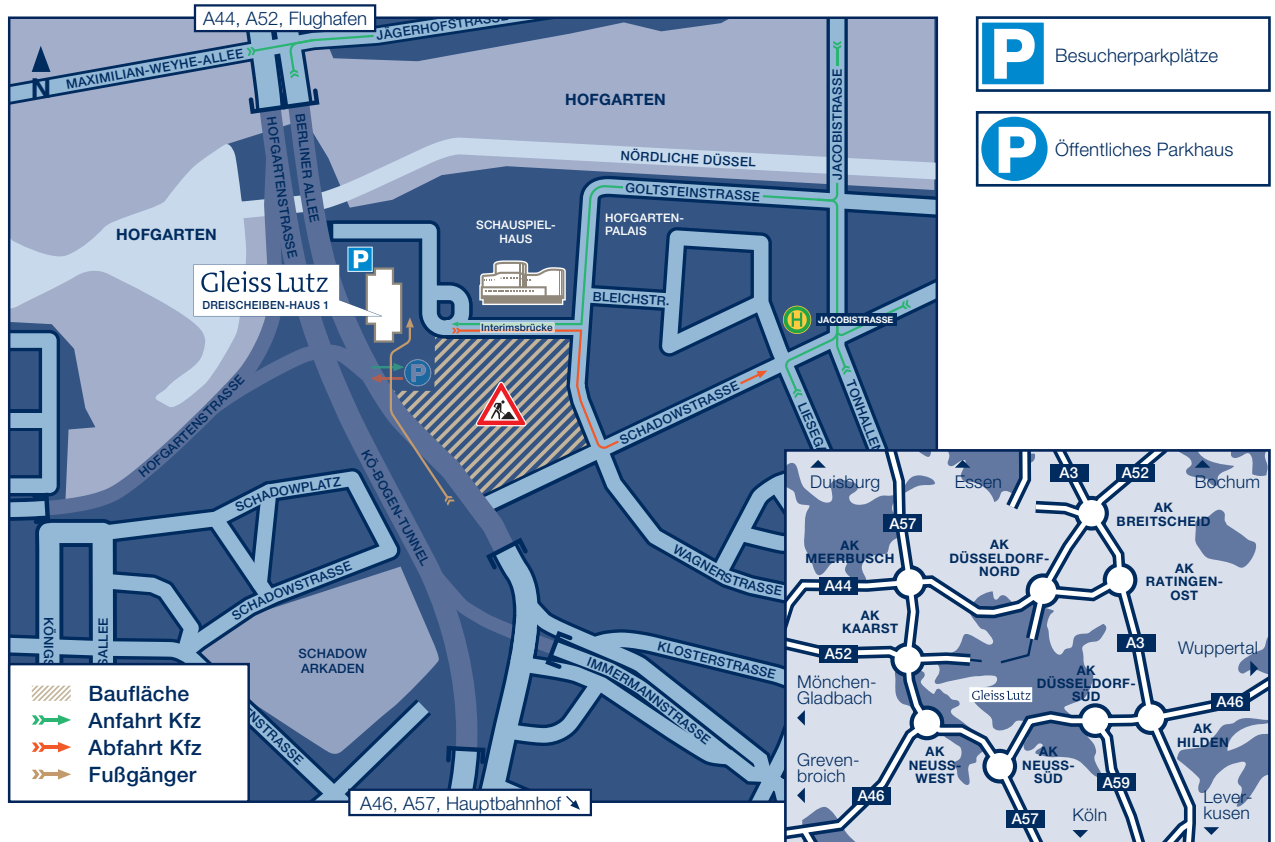 A44, A52, Flughafen
JÄGERHOFSTRASSE
MAXIMILIAN-WEYHE-ALLEE
N
HOFGARTEN
JACOBISTRASSE
HOFGARTENSTRASSE
BERLINER ALLEE
NÖRDLICHE DÜSSEL
GOLTSTEINSTRASSE
HOFGARTEN-
PALAIS
SCHAUSPIEL-
HAUS
HOFGARTEN
P
Gleiss Lutz
DREISCHEIBEN-HAUS 1
BLEICHSTR.
H
JACOBISTRASSE
Interimsbrücke
P
SCHADOWSTRASSE
LIESEG
TONHALLEN
HOFGARTENSTRASSE
KÖ-BOGEN-TUNNEL
SCHADOWPLATZ
SCHADOWSTRASSE
WAGNERSTRASSE
KÖNIGS
SALLEE
SCHADOW
ARKADEN
KLOSTERSTRASSE
IMMERMANNSTRASSE
ENSTRASSE
Baufläche
Anfahrt Kfz
Abfahrt Kfz
Fußgänger
A46, A57, Hauptbahnhof
P
Besucherparkplätze
P
Öffentliches Parkhaus
Duisburg
Essen
A3
A52
Bochum
A57
AK
BREITSCHEID
AK
MEERBUSCH
AK
DÜSSELDORF-
NORD
AK
RATINGEN-
OST
A44
AK
KAARST
A52
A3
Wuppertal
Mönchen-
Gladbach
Gleiss Lutz
AK
DÜSSELDORF-
SÜD
A46
AK
HILDEN
Greven-
broich
AK
NEUSS-
WEST
AK
NEUSS-
SÜD
A46
A59
A57
Köln
Lever-
kusen